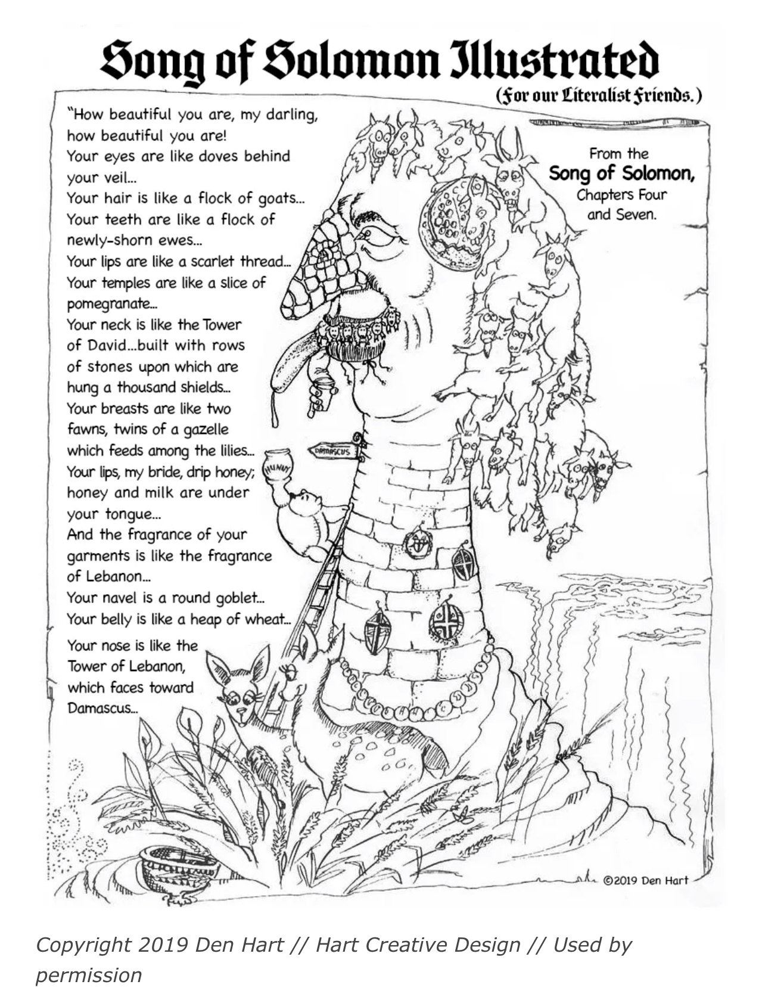 Song of Solomon Illustrated
(For our Literalist Friends.)
"How beautiful you are, my darling,
how beautiful you are!
Your eyes are like doves behind
your veil...
Your hair is like a flock of goats...
Your teeth are like a flock of
newly-shorn ewes...
Your lips are like a scarlet thread...
Your temples are like a slice of
pomegranate...
Your neck is like the Tower
of David...built with rows
of stones upon which are
hung a thousand shields...
Your breasts are like two
fawns, twins of a gazelle
which feeds among the lilies...
Your lips, my bride, drip honey;
honey and milk are under
your tongue...
And the fragrance of your
garments is like the fragrance
of Lebanon...
Your navel is a round goblet...
Your belly is like a heap of wheat...
Your nose is like the
Tower of Lebanon,
which faces toward
Damascus...
From the
Song of Solomon,
Chapters Four
and Seven.
DAMASCUS
HUNNY
©2019 Den Hart
Copyright 2019 Den Hart // Hart Creative Design // Used by
permission